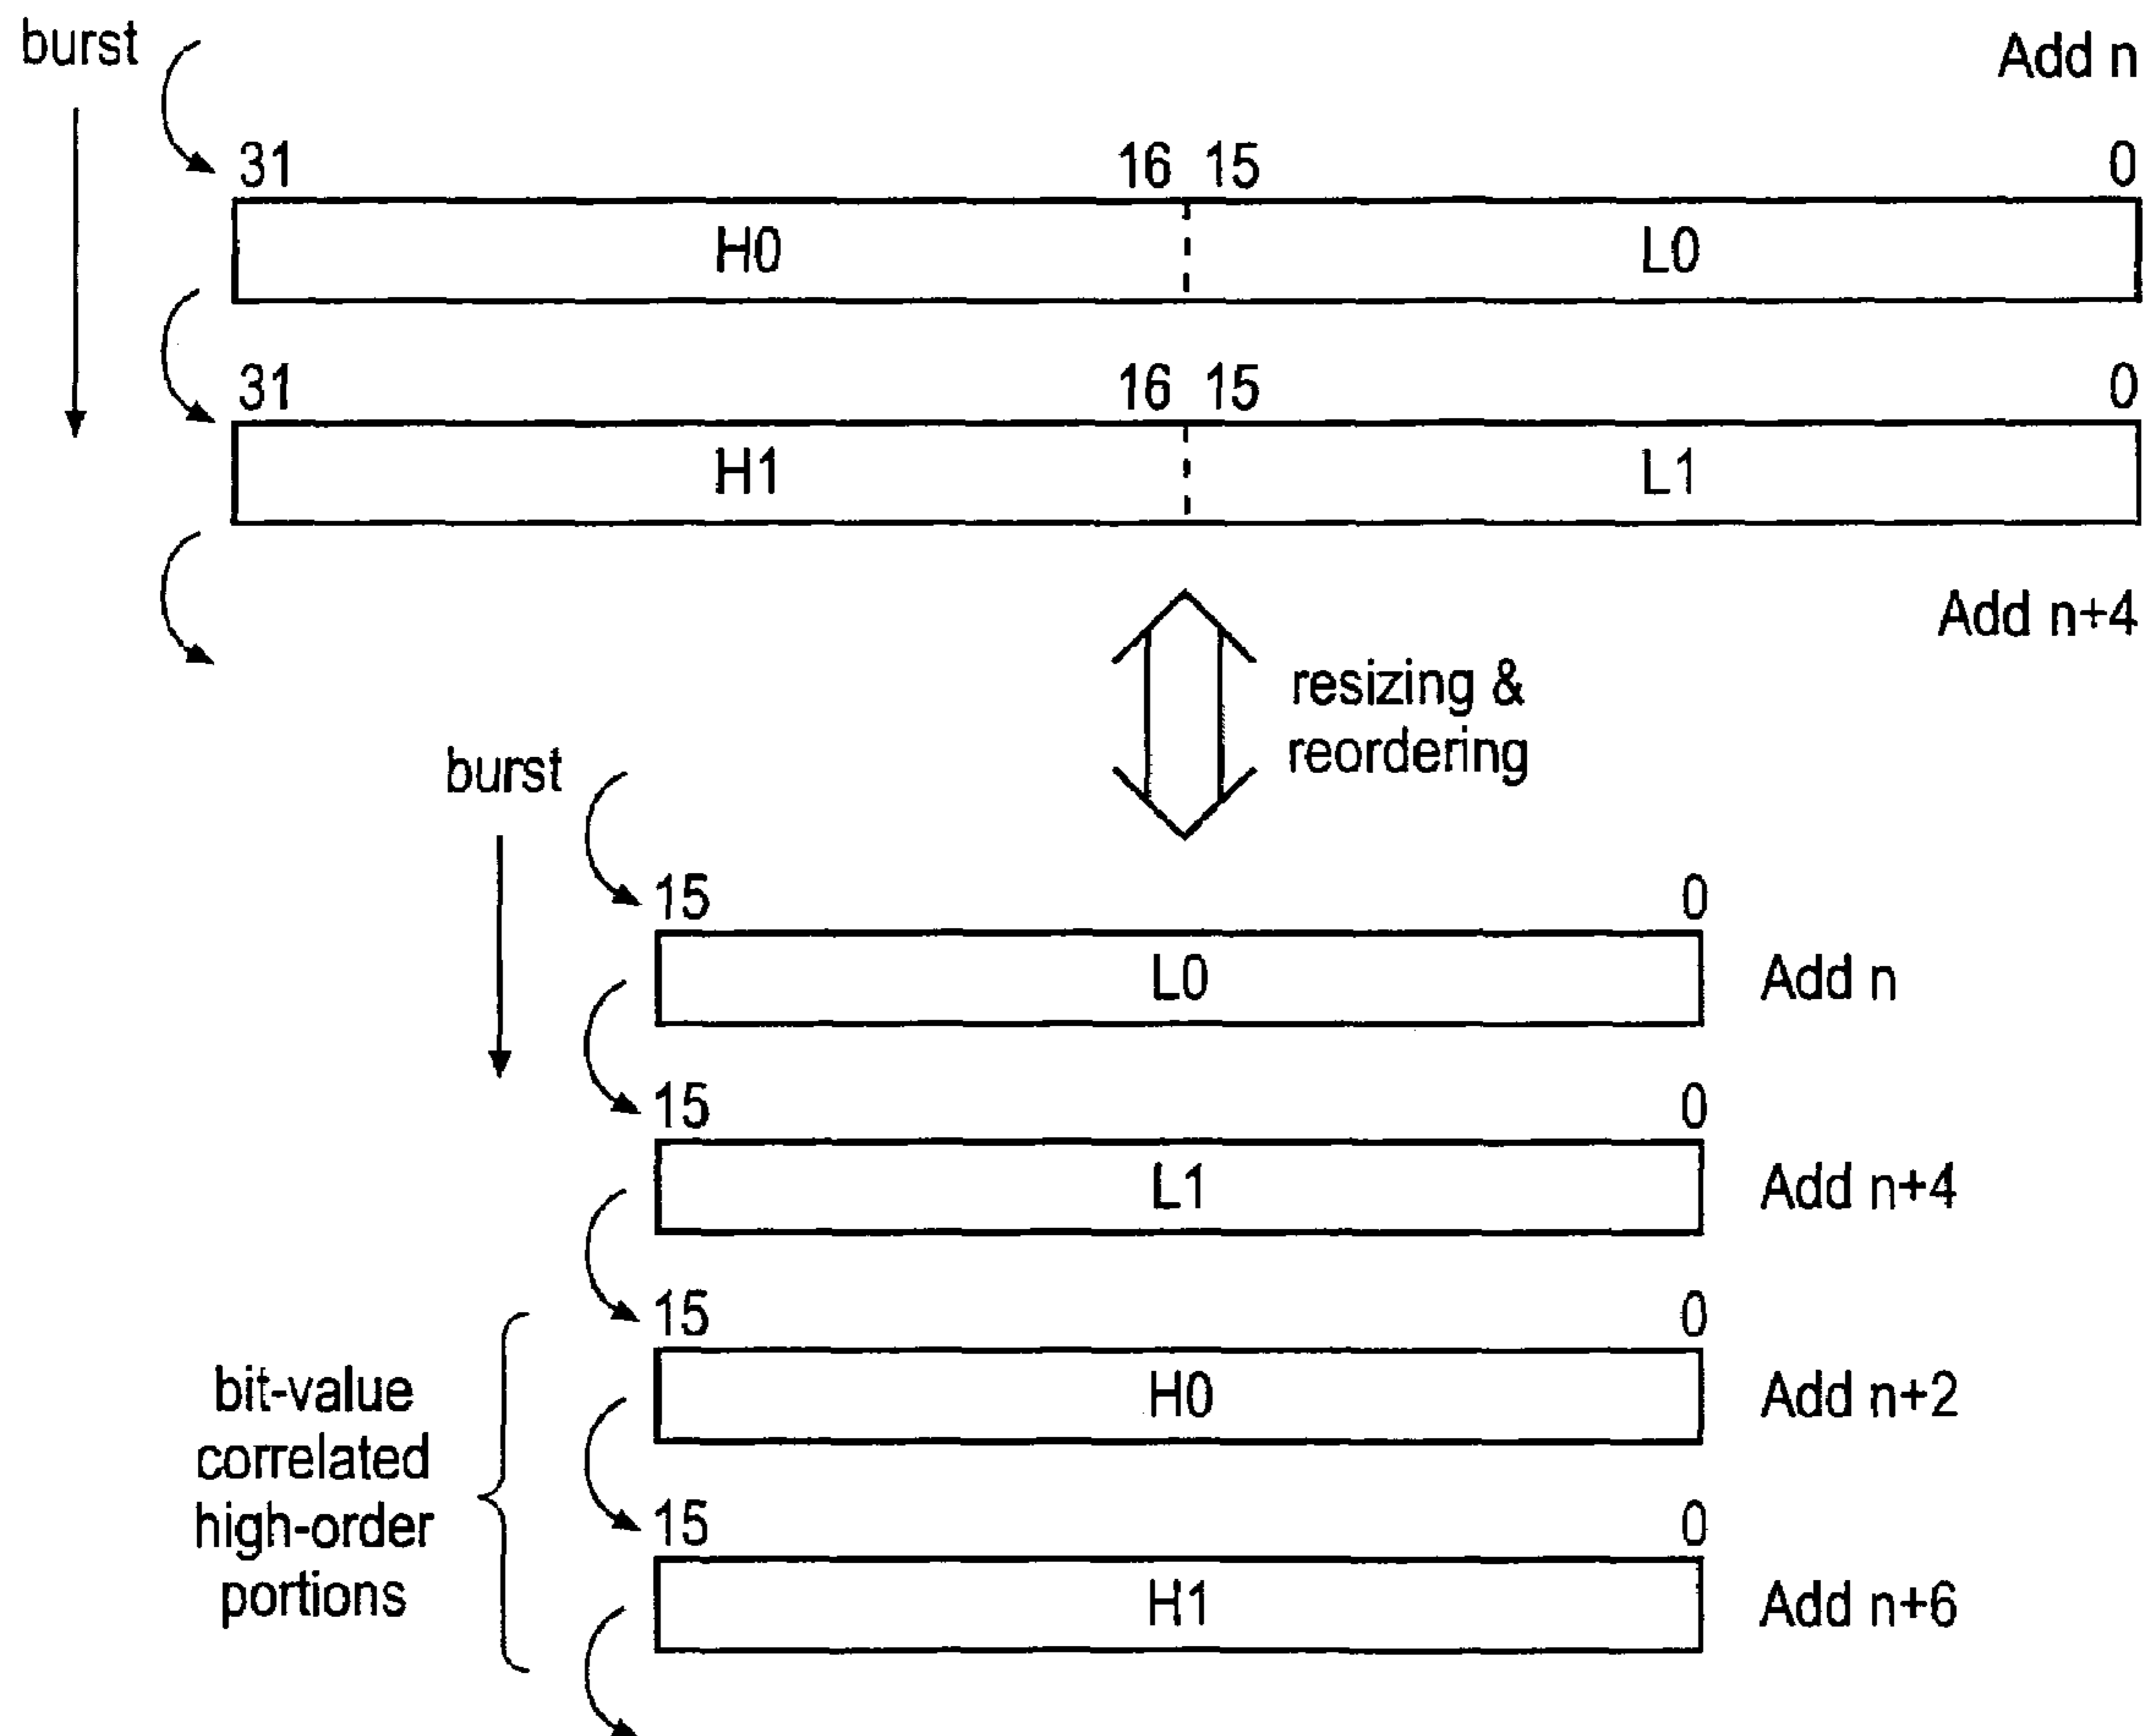 burst
Add n
31 16 15 0
H0 L0
31 16 15 0
H1 L1
Add n+4
resizing &
reordering
burst
15 0
L0 Add n
15 0
L1 Add n+4
15 0
H0 Add n+2
bit-value
correlated
high-order
portions
15 0
H1 Add n+6